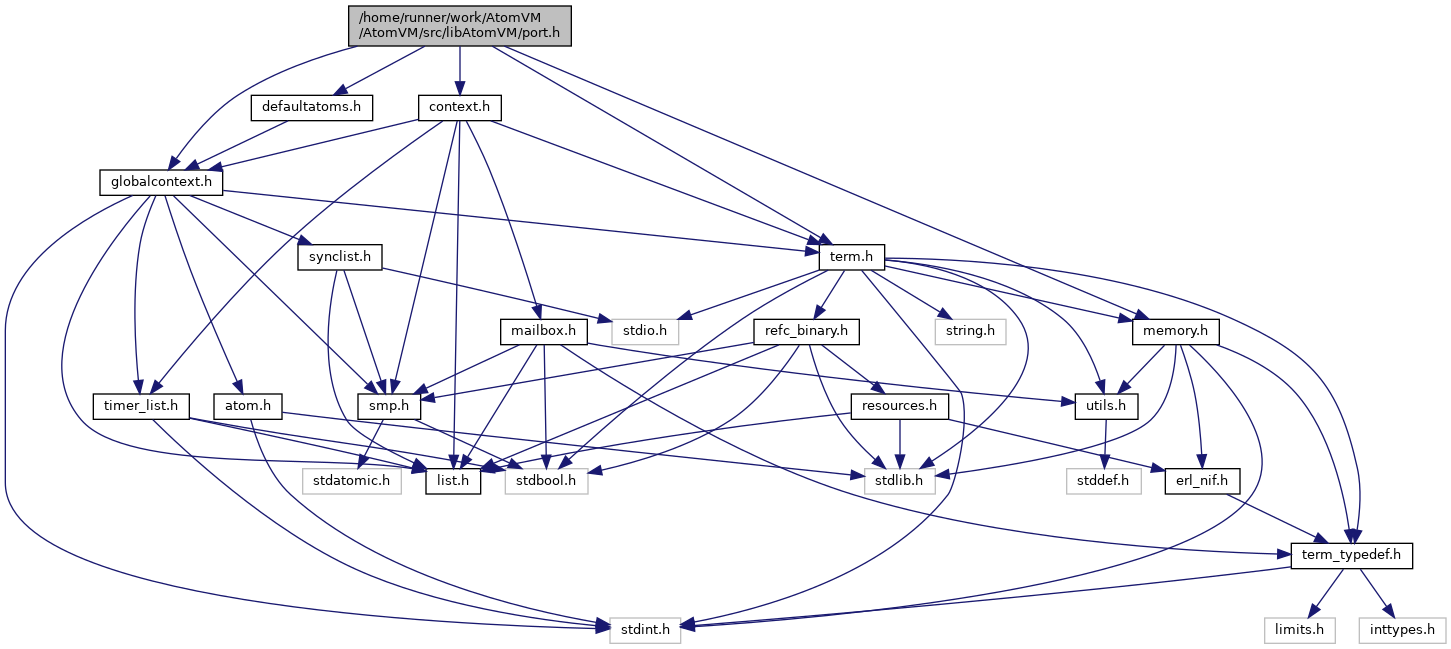 /home/runner/work/AtomVM
/AtomVM/src/libAtomVM/port.h
defaultatoms.h
context.h
globalcontext.h
synclist.h
term.h
mailbox.h
stdio.h
refc_binary.h
string.h
memory.h
timer_list.h
atom.h
smp.h
resources.h
utils.h
stdatomic.h
list.h
stdbool.h
stdlib.h
stddef.h
erl_nif.h
term_typedef.h
stdint.h
limits.h
inttypes.h